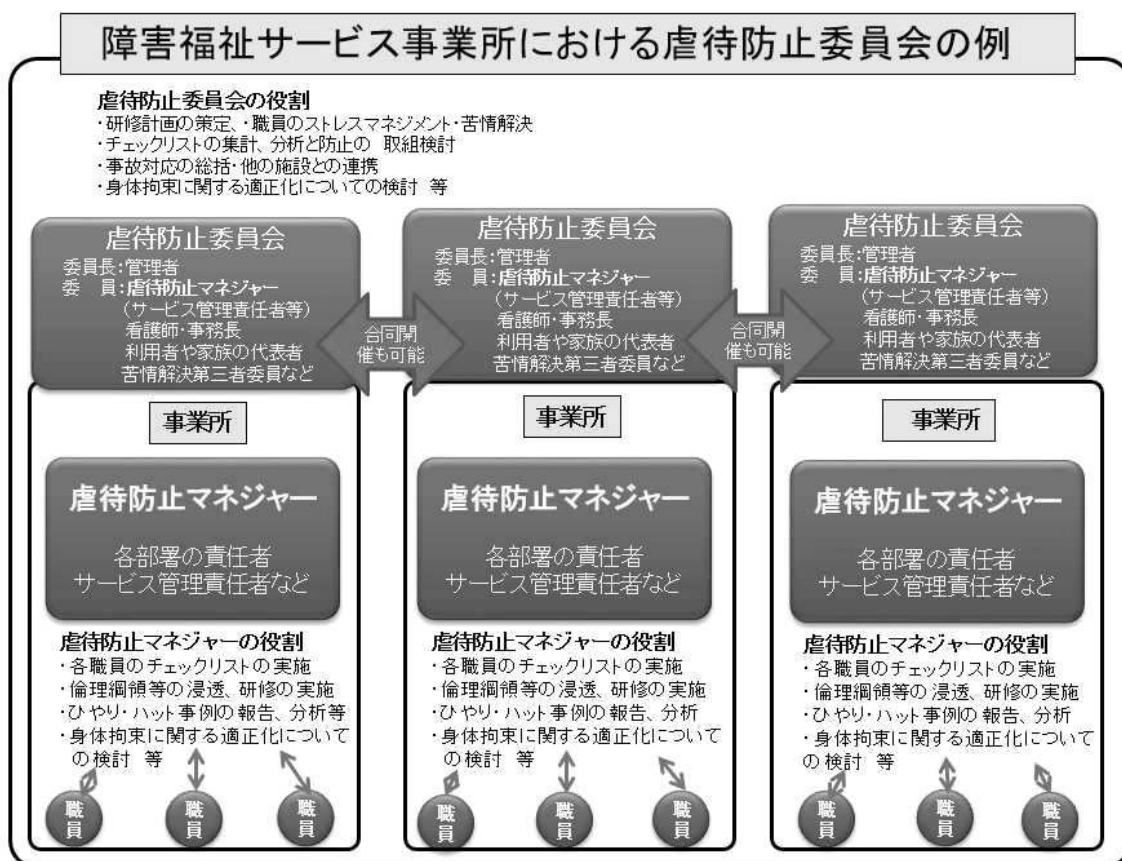 障害福祉サービス事業所における虐待防止委員会の例
虐待防止委員会の役割
・研修計画の策定、・職員のストレスマネジメント・苦情解決
・チェックリストの集計、分析と防止の 取組検討
・事故対応の総括・他の施設との連携
・身体拘束に関する適正化についての検討 等
虐待防止委員会
委員長:管理者
委 員:虐待防止マネジャー
(サービス管理責任者等)
看護師・事務長
利用者や家族の代表者
苦情解決第三者委員など
合同開
催も可能
虐待防止委員会
委員長:管理者
委 員:虐待防止マネジャー
(サービス管理責任者等)
看護師・事務長
利用者や家族の代表者
苦情解決第三者委員など
合同開
催も可能
虐待防止委員会
委員長:管理者
委 員:虐待防止マネジャー
(サービス管理責任者等)
看護師・事務長
利用者や家族の代表者
苦情解決第三者委員など
事業所
虐待防止マネジャー
各部署の責任者
サービス管理責任者など
虐待防止マネジャーの役割
・各職員のチェックリストの実施
・倫理綱領等の浸透、研修の実施
・ひやり・ハット事例の報告、分析等
・身体拘束に関する適正化について
の検討 等
職員
職員
職員
事業所
虐待防止マネジャー
各部署の責任者
サービス管理責任者など
虐待防止マネジャーの役割
・各職員のチェックリストの実施
・倫理綱領等の浸透、研修の実施
・ひやり・ハット事例の報告、分析
・身体拘束に関する適正化について
の検討 等
職員
職員
職員
事業所
虐待防止マネジャー
各部署の責任者
サービス管理責任者など
虐待防止マネジャーの役割
・各職員のチェックリストの実施
・倫理綱領等の浸透、研修の実施
・ひやり・ハット事例の報告、分析
・身体拘束に関する適正化について
の検討 等
職員
職員
職員